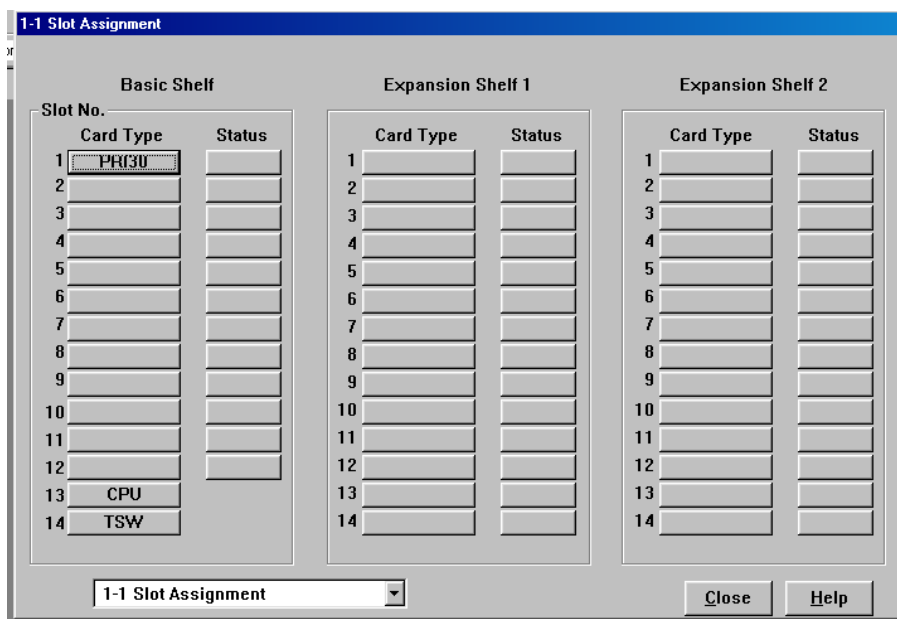 1-1 Slot Assignment
or
Basic Shelf Expansion Shelf 1 Expansion Shelf 2
Slot No.
Card Type Status Card Type Status Card Type Status
1 PRI30 1 1
2 2 2
3 3 3
4 4 4
5 5 5
6 6 6
7 7 7
8 8 8
9 9 9
10 10 10
11 11 11
12 12 12
13 CPU 13 13
14 TSW 14 14
1-1 Slot Assignment Close Help